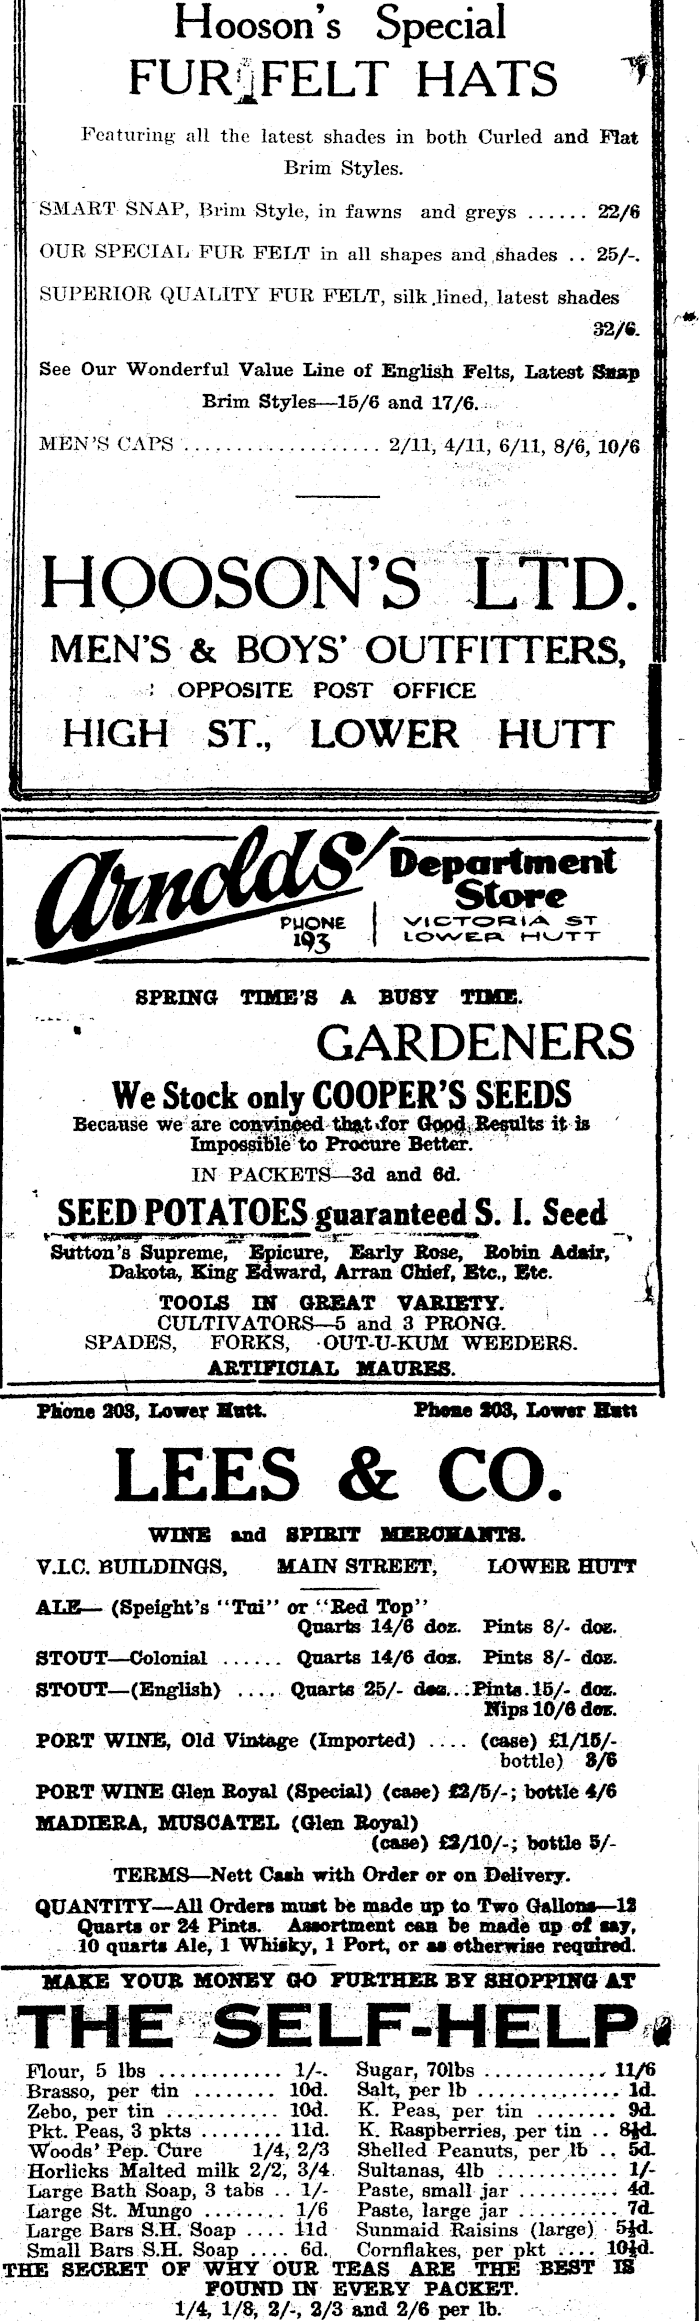 Hooson's Special
FUR FELT HATS
Featuring all the latest shades in both Curled and Flat
Brim Styles.
SMART SNAP, Brim Style, in fawns and greys ...... 22/6
OUR SPECIAL FUR FELT in all shapes and shades .. 25/-.
SUPERIOR QUALITY FUR FELT, silk lined, latest shades
32/6.
See Our Wonderful Value Line of English Felts, Latest Snap
Brim Styles—15/6 and 17/6.
MEN'S CAPS ................... 2/11, 4/11, 6/11, 8/6, 10/6
HOOSON'S LTD.
MEN'S & BOYS' OUTFITTERS,
OPPOSITE POST OFFICE
HIGH ST., LOWER HUTT
Arnolds' Department
Store
PHONE 193
VICTORIA ST
LOWER HUTT
SPRING TIME'S A BUSY TIME.
GARDENERS
We Stock only COOPER'S SEEDS
Because we are convinced that for Good Results it is
Impossible to Procure Better.
IN PACKETS—3d and 6d.
SEED POTATOES guaranteed S. I. Seed
Sutton's Supreme, Epicure, Early Rose, Robin Adair,
Dakota, King Edward, Arran Chief, Etc., Etc.
TOOLS IN GREAT VARIETY.
CULTIVATORS—5 and 3 PRONG.
SPADES, FORKS, OUT-U-KUM WEEDERS.
ARTIFICIAL MAURES.
Phone 203, Lower Hutt. Phone 203, Lower Hutt
LEES & CO.
WINE and SPIRIT MERCHANTS.
V.I.C. BUILDINGS, MAIN STREET, LOWER HUTT
ALE— (Speight's "Tui" or "Red Top"
Quarts 14/6 doz. Pints 8/- doz.
STOUT—Colonial ...... Quarts 14/6 doz. Pints 8/- doz.
STOUT—(English) .... Quarts 25/- doz...Pints 15/- doz.
Nips 10/6 doz.
PORT WINE, Old Vintage (Imported) .... (case) £1/15/-
bottle) 3/6
PORT WINE Glen Royal (Special) (case) £2/5/-; bottle 4/6
MADIERA, MUSCATEL (Glen Royal)
(case) £2/10/-; bottle 5/-
TERMS—Nett Cash with Order or on Delivery.
QUANTITY—All Orders must be made up to Two Gallons—12
Quarts or 24 Pints. Assortment can be made up of say,
10 quarts Ale, 1 Whisky, 1 Port, or as otherwise required.
MAKE YOUR MONEY GO FURTHER BY SHOPPING AT
THE SELF-HELP
Flour, 5 lbs ............ 1/-.
Brasso, per tin ........ 10d.
Zebo, per tin ........... 10d.
Pkt. Peas, 3 pkts ........ 11d.
Woods' Pep. Cure 1/4, 2/3
Horlicks Malted milk 2/2, 3/4
Large Bath Soap, 3 tabs .. 1/-
Large St. Mungo ........ 1/6
Large Bars S.H. Soap .... 11d
Small Bars S.H. Soap .... 6d.
Sugar, 70lbs ............ 11/6
Salt, per lb .............. 1d.
K. Peas, per tin ........ 9d.
K. Raspberries, per tin .. 8½d.
Shelled Peanuts, per lb .. 5d.
Sultanas, 4lb ............ 1/-
Paste, small jar .......... 4d.
Paste, large jar .......... 7d.
Sunmaid Raisins (large) 5½d.
Cornflakes, per pkt .... 10½d.
THE SECRET OF WHY OUR TEAS ARE THE BEST IS
FOUND IN EVERY PACKET.
1/4, 1/8, 2/-, 2/3 and 2/6 per lb.